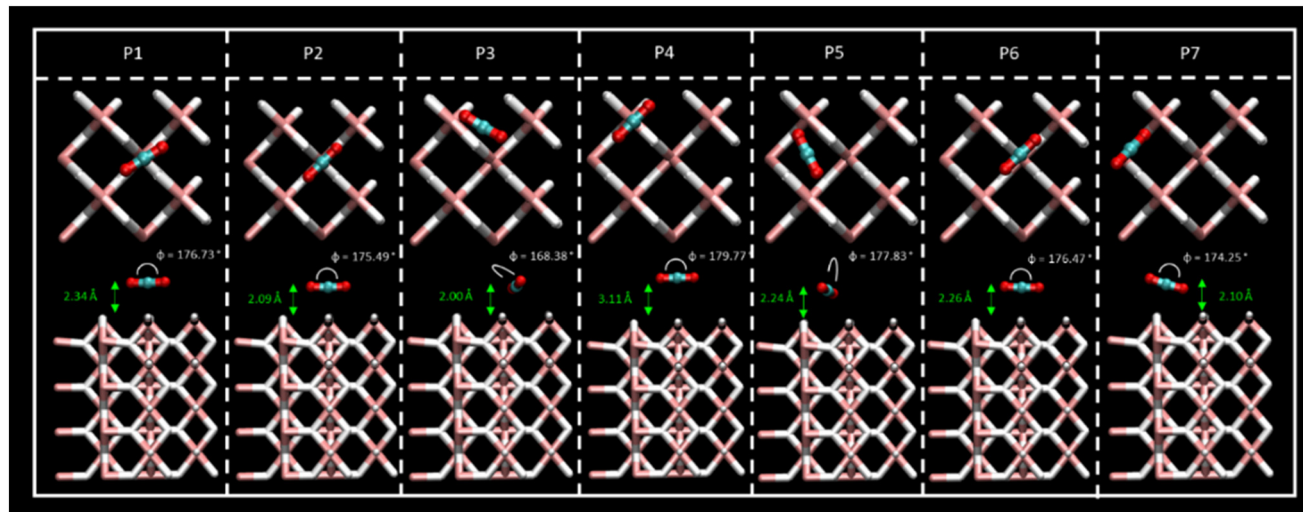 P1 P2 P3 P4 P5 P6 P7
ϕ = 176.73° ϕ = 175.49° ϕ = 168.38° ϕ = 179.77° ϕ = 177.83° ϕ = 176.47° ϕ = 174.25°
2.34 Å 2.09 Å 2.00 Å 3.11 Å 2.24 Å 2.26 Å 2.10 Å